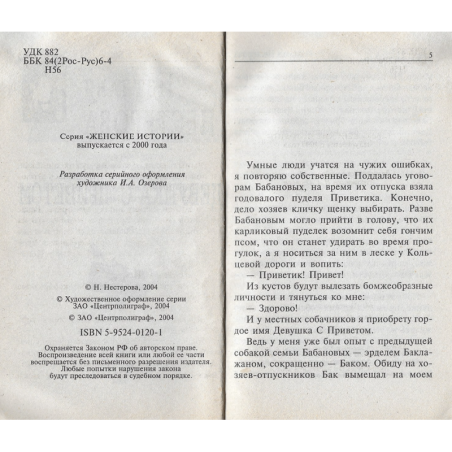 УДК 882
ББК 84(2Рос-Рус)6-4
Н56
Серия «ЖЕНСКИЕ ИСТОРИИ»
выпускается с 2000 года
Разработка серийного оформления
художника И.А. Озерова
© Н. Нестерова, 2004
© Художественное оформление серии
ЗАО «Центрполиграф», 2004
© ЗАО «Центрполиграф», 2004
ISBN 5-9524-0120-1
Охраняется Законом РФ об авторском праве.
Воспроизведение всей книги или любой ее части
воспрещается без письменного разрешения издателя.
Любые попытки нарушения закона
будут преследоваться в судебном порядке.
5
Умные люди учатся на чужих ошибках,
я повторяю собственные. Поддалась угово-
рам Бабановых, на время их отпуска взяла
годовалого пуделя Приветика. Конечно,
дело хозяев кличку щенку выбирать. Разве
Бабановым могло прийти в голову, что их
карликовый пуделек возомнит себя гончим
псом, что он станет удирать во время про-
гулок, а я носиться за ним в леске у Коль-
цевой дороги и вопить:
— Приветик! Привет!
Из кустов будут вылезать бомжеобразные
личности и тянуться ко мне:
— Здорово!
И у местных собачников я приобрету гор-
дое имя Девушка С Приветом.
Ведь у меня уже был опыт с предыдущей
собакой семьи Бабановых — эрделем Бакла-
жаном, сокращенно — Баком. Обиду на хо-
зяев-отпускников Бак вымещал на моем